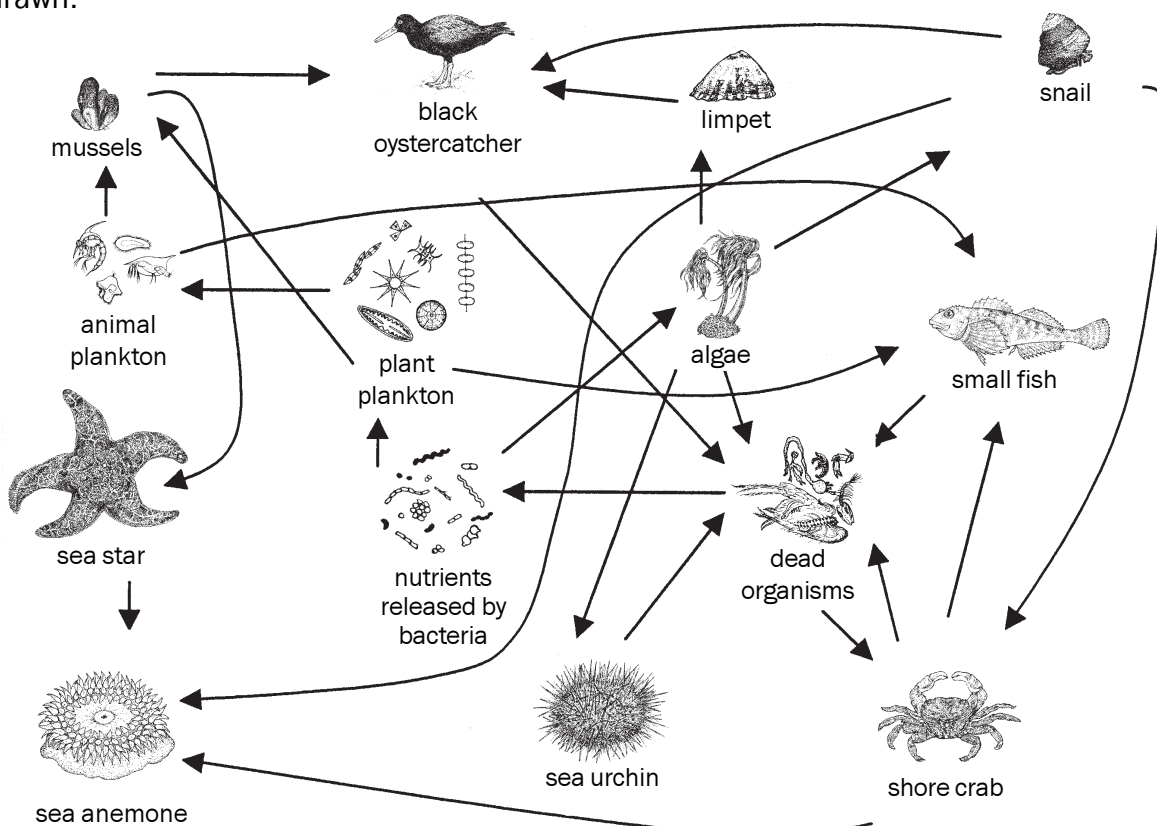 drawn.
black
oystercatcher
limpet
snail
mussels
animal
plankton
plant
plankton
algae
small fish
sea star
nutrients
released by
bacteria
dead
organisms
sea anemone
sea urchin
shore crab